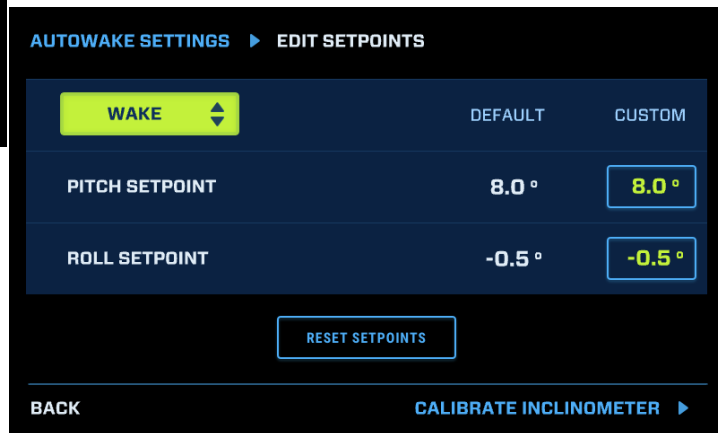 AUTOWAKE SETTINGS ▶ EDIT SETPOINTS
WAKE DEFAULT CUSTOM
PITCH SETPOINT 8.0 º 8.0 º
ROLL SETPOINT -0.5 º -0.5 º
RESET SETPOINTS
BACK CALIBRATE INCLINOMETER ▶